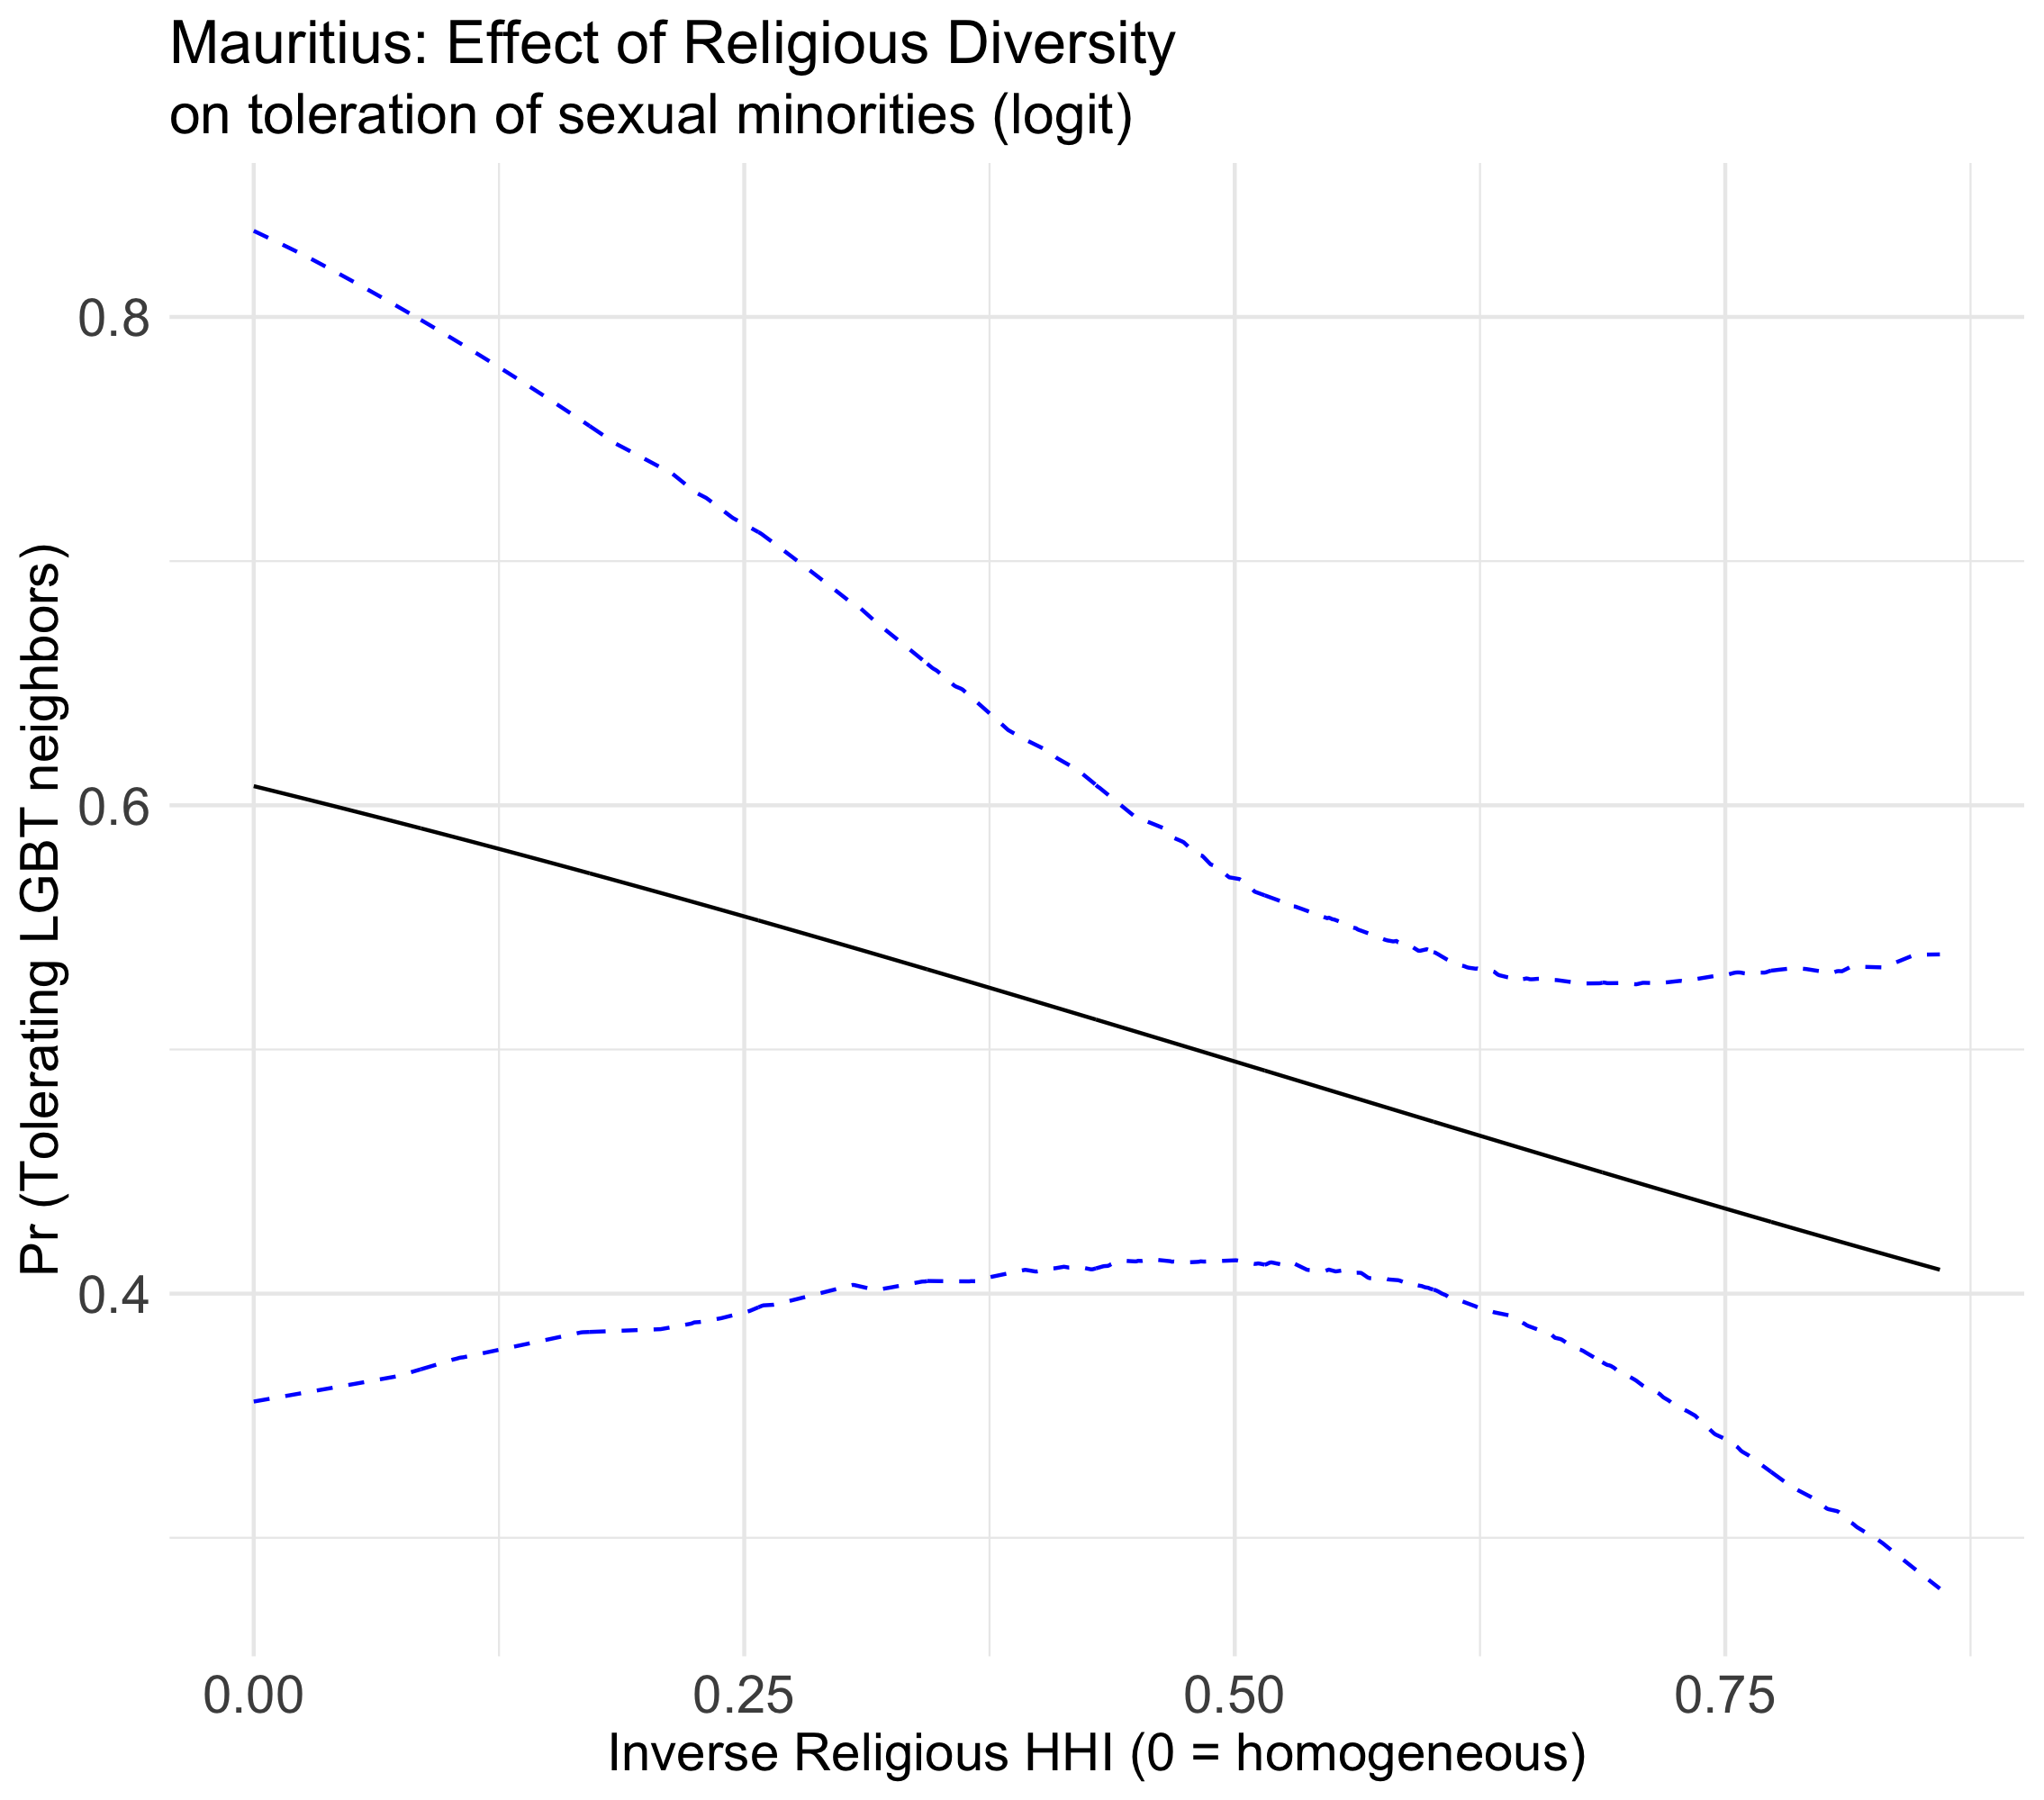 Mauritius: Effect of Religious Diversity
on toleration of sexual minorities (logit)
Pr (Tolerating LGBT neighbors)
0.8
0.6
0.4
0.00
0.25
0.50
0.75
Inverse Religious HHI (0 = homogeneous)